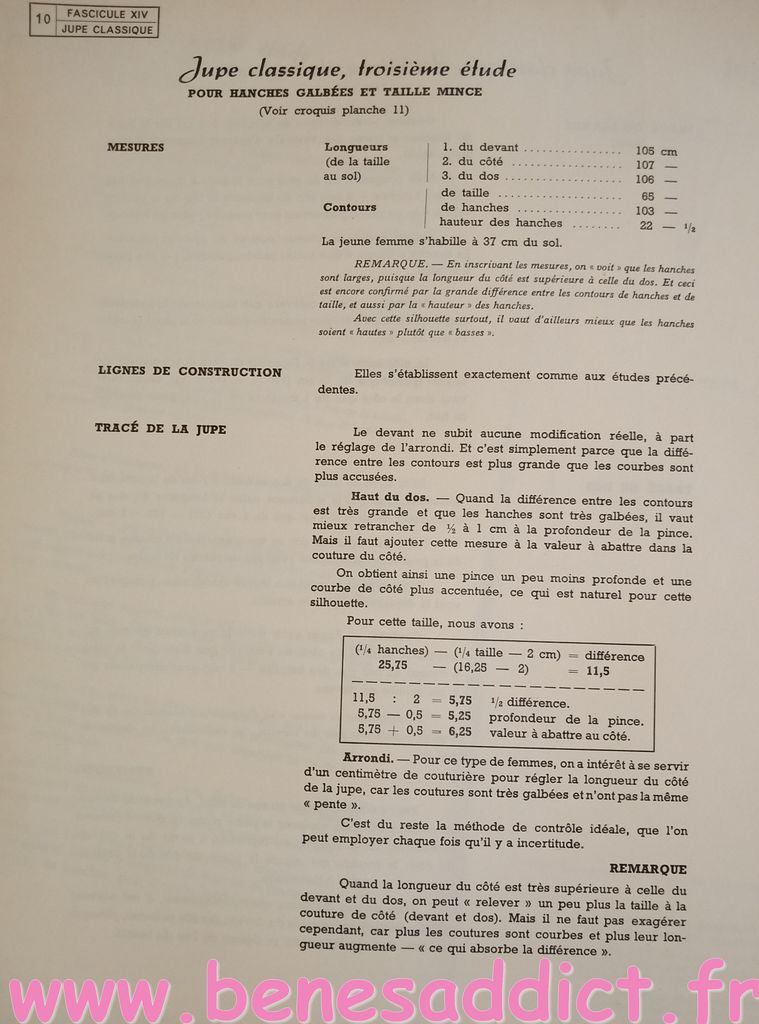 10
FASCICULE XIV
JUPE CLASSIQUE
Jupe classique, troisième étude
POUR HANCHES GALBÉES ET TAILLE MINCE
(Voir croquis planche 11)
MESURES
Longueurs
(de la taille
au sol)
1. du devant ................ 105 cm
2. du côté .................. 107 —
3. du dos ................... 106 —
Contours
de taille ................... 65 —
de hanches ................ 103 —
hauteur des hanches ........ 22 — 1/2
La jeune femme s'habille à 37 cm du sol.
REMARQUE. — En inscrivant les mesures, on « voit » que les hanches
sont larges, puisque la longueur du côté est supérieure à celle du dos. Et ceci
est encore confirmé par la grande différence entre les contours de hanches et de
taille, et aussi par la « hauteur » des hanches.
Avec cette silhouette surtout, il vaut d'ailleurs mieux que les hanches
soient « hautes » plutôt que « basses ».
LIGNES DE CONSTRUCTION
Elles s'établissent exactement comme aux études précé-
dentes.
TRACÉ DE LA JUPE
Le devant ne subit aucune modification réelle, à part
le réglage de l'arrondi. Et c'est simplement parce que la diffé-
rence entre les contours est plus grande que les courbes sont
plus accusées.
Haut du dos. — Quand la différence entre les contours
est très grande et que les hanches sont très galbées, il vaut
mieux retrancher de ½ à 1 cm à la profondeur de la pince.
Mais il faut ajouter cette mesure à la valeur à abattre dans la
couture du côté.
On obtient ainsi une pince un peu moins profonde et une
courbe de côté plus accentuée, ce qui est naturel pour cette
silhouette.
Pour cette taille, nous avons :
(1/4 hanches) — (1/4 taille — 2 cm) = différence
25,75 — (16,25 — 2) = 11,5
11,5 : 2 = 5,75 1/2 différence.
5,75 — 0,5 = 5,25 profondeur de la pince.
5,75 + 0,5 = 6,25 valeur à abattre au côté.
Arrondi. — Pour ce type de femmes, on a intérêt à se servir
d'un centimètre de couturière pour régler la longueur du côté
de la jupe, car les coutures sont très galbées et n'ont pas la même
« pente ».
C'est du reste la méthode de contrôle idéale, que l'on
peut employer chaque fois qu'il y a incertitude.
REMARQUE
Quand la longueur du côté est très supérieure à celle du
devant et du dos, on peut « relever » un peu plus la taille à la
couture de côté (devant et dos). Mais il ne faut pas exagérer
cependant, car plus les coutures sont courbes et plus leur lon-
gueur augmente — « ce qui absorbe la différence ».
www.benesaddict.fr